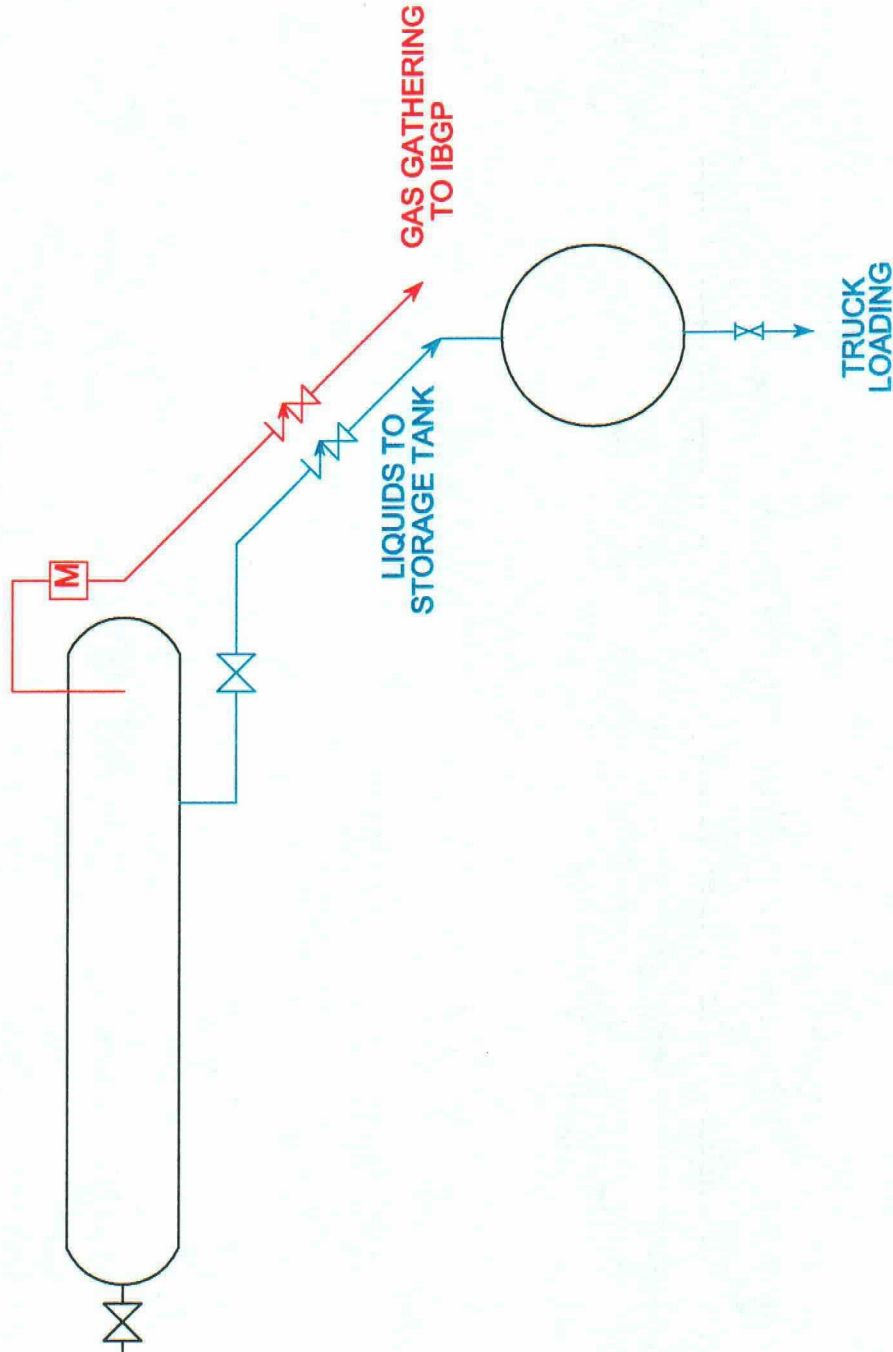 M
GAS GATHERING
TO IBGP
LIQUIDS TO
STORAGE TANK
TRUCK
LOADING